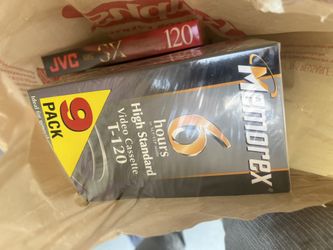 JVC SX 120
Memorex
6
hours
High Standard
Video Cassette
T-120
9
PACK